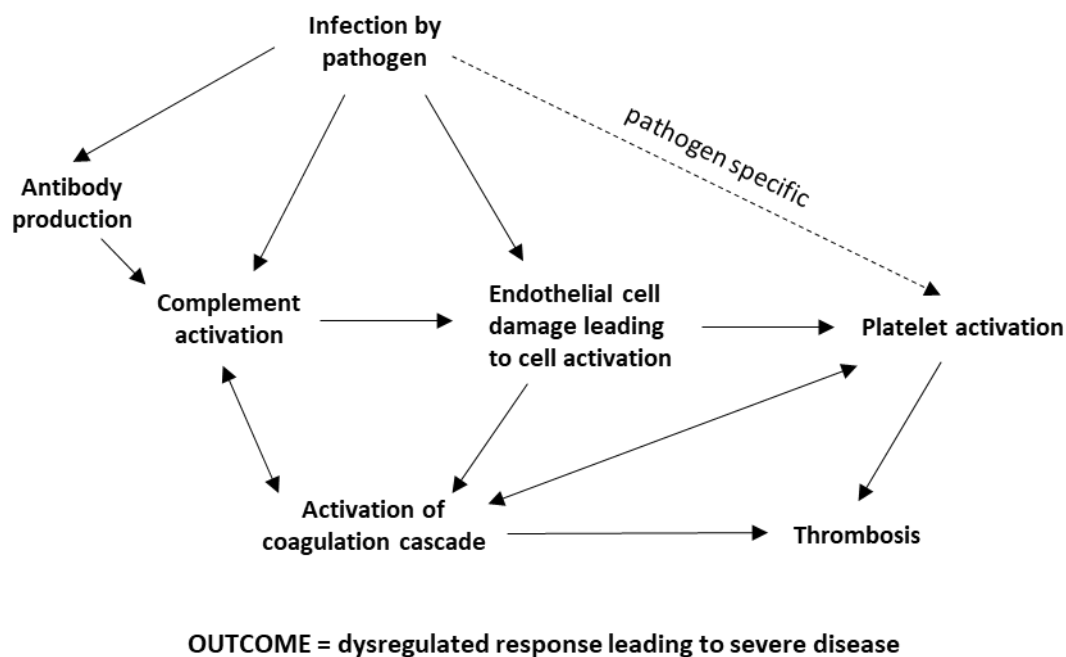 Infection by
pathogen
pathogen specific
Antibody
production
Complement
activation
Endothelial cell
damage leading
to cell activation
Platelet activation
Activation of
coagulation cascade
Thrombosis
OUTCOME = dysregulated response leading to severe disease